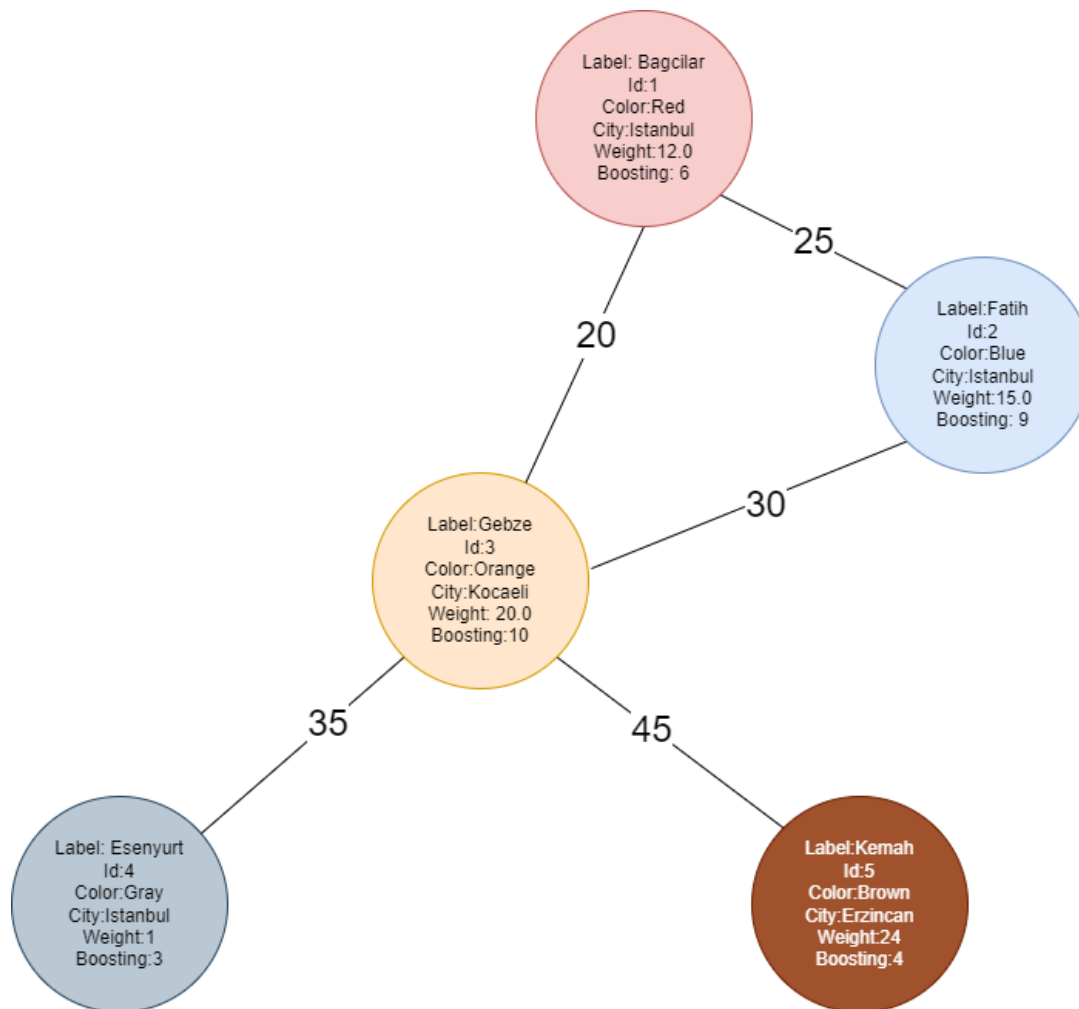 Label: Bagcilar
Id:1
Color:Red
City:Istanbul
Weight:12.0
Boosting: 6
25
20
Label:Fatih
Id:2
Color:Blue
City:Istanbul
Weight:15.0
Boosting: 9
30
Label:Gebze
Id:3
Color:Orange
City:Kocaeli
Weight: 20.0
Boosting:10
35
45
Label: Esenyurt
Id:4
Color:Gray
City:Istanbul
Weight:1
Boosting:3
Label:Kemah
Id:5
Color:Brown
City:Erzincan
Weight:24
Boosting:4